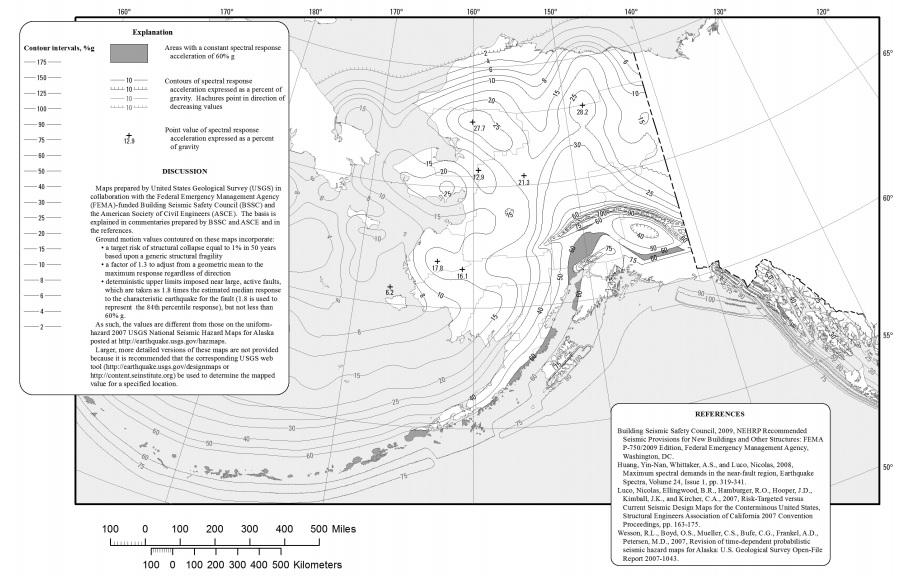 160° 180° 170° 170° 160° 150° 140° 130° 120°
65°
60°
55°
50°
Explanation
Contour intervals, %g
175
150
125
100
90
75
60
50
40
30
25
20
15
10
8
6
4
2
Areas with a constant spectral response
acceleration of 60% g
10
10
10
10
Contours of spectral response
acceleration expressed as a percent of
gravity. Hachures point in direction of
decreasing values
+
12.9
Point value of spectral response
acceleration expressed as a percent
of gravity
DISCUSSION
Maps prepared by United States Geological Survey (USGS) in
collaboration with the Federal Emergency Management Agency
(FEMA)-funded Building Seismic Safety Council (BSSC) and
the American Society of Civil Engineers (ASCE). The basis is
explained in commentaries prepared by BSSC and ASCE and in
the references.
Ground motion values contoured on these maps incorporate:
• a target risk of structural collapse equal to 1% in 50 years
based upon a generic structural fragility
• a factor of 1.3 to adjust from a geometric mean to the
maximum response regardless of direction
• deterministic upper limits imposed near large, active faults,
which are taken as 1.8 times the estimated median response
to the characteristic earthquake for the fault (1.8 is used to
represent the 84th percentile response), but not less than
60% g.
As such, the values are different from those on the uniform-
hazard 2007 USGS National Seismic Hazard Maps for Alaska
posted at http://earthquake.usgs.gov/hazmaps.
Larger, more detailed versions of these maps are not provided
because it is recommended that the corresponding USGS web
tool (http://earthquake.usgs.gov/designmaps or
http://content.seinstitute.org) be used to determine the mapped
value for a specified location.
27.7
28.2
12.9
21.3
17.8
16.1
6.2
REFERENCES
Building Seismic Safety Council, 2009, NEHRP Recommended
Seismic Provisions for New Buildings and Other Structures: FEMA
P-750/2009 Edition, Federal Emergency Management Agency,
Washington, DC.
Huang, Yin-Nan, Whittaker, A.S., and Luco, Nicolas, 2008,
Maximum spectral demands in the near-fault region, Earthquake
Spectra, Volume 24, Issue 1, pp. 319-341.
Luco, Nicolas, Ellingwood, B.R., Hamburger, R.O., Hooper, J.D.,
Kimball, J.K., and Kircher, C.A., 2007, Risk-Targeted versus
Current Seismic Design Maps for the Conterminous United States,
Structural Engineers Association of California 2007 Convention
Proceedings, pp. 163-175.
Wesson, R.L., Boyd, O.S., Mueller, C.S., Bufe, C.G., Frankel, A.D.,
Petersen, M.D., 2007, Revision of time-dependent probabilistic
seismic hazard maps for Alaska: U.S. Geological Survey Open-File
Report 2007-1043.
100 0 100 200 300 400 500 Miles
100 0 100 200 300 400 500 Kilometers